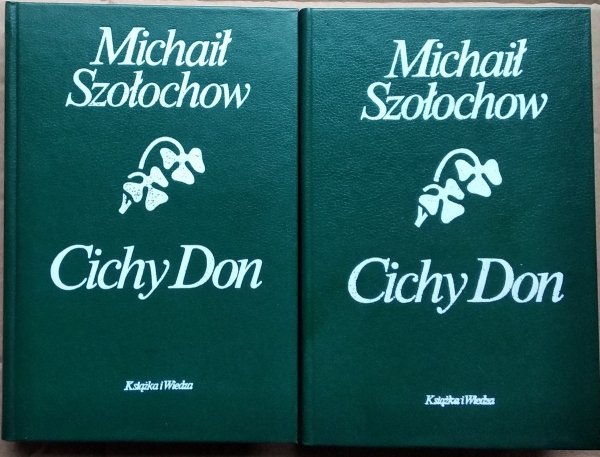 Michaił
Szołochow
Cichy Don
Książka i Wiedza
Michaił
Szołochow
Cichy Don
Książka i Wiedza